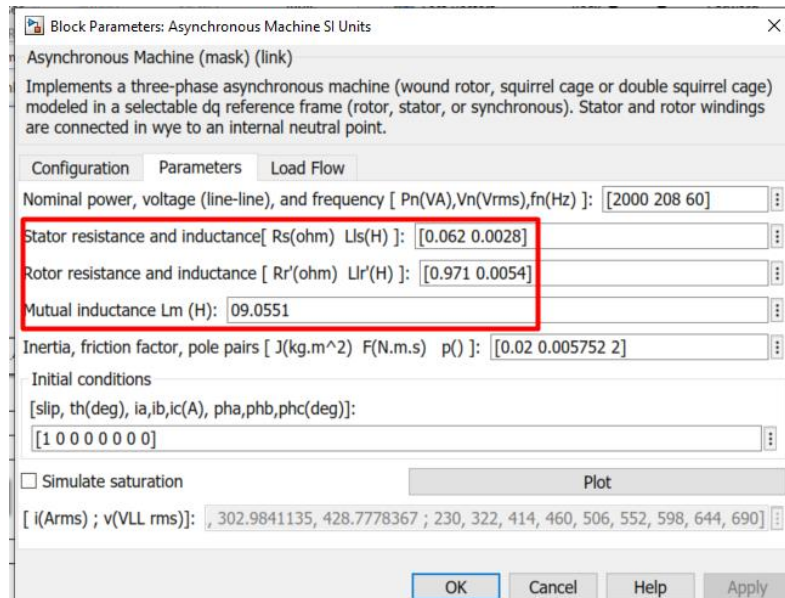 Block Parameters: Asynchronous Machine SI Units
Asynchronous Machine (mask) (link)
Implements a three-phase asynchronous machine (wound rotor, squirrel cage or double squirrel cage)
modeled in a selectable dq reference frame (rotor, stator, or synchronous). Stator and rotor windings
are connected in wye to an internal neutral point.
Configuration Parameters Load Flow
Nominal power, voltage (line-line), and frequency [ Pn(VA),Vn(Vrms),fn(Hz) ]: [2000 208 60]
Stator resistance and inductance[ Rs(ohm) Lls(H) ]: [0.062 0.0028]
Rotor resistance and inductance [ Rr'(ohm) Llr'(H) ]: [0.971 0.0054]
Mutual inductance Lm (H): 09.0551
Inertia, friction factor, pole pairs [ J(kg.m^2) F(N.m.s) p() ]: [0.02 0.005752 2]
Initial conditions
[slip, th(deg), ia,ib,ic(A), pha,phb,phc(deg)]:
[1 0 0 0 0 0 0 0]
Simulate saturation Plot
[ i(Arms) ; v(VLL rms)]: , 302.9841135, 428.7778367 ; 230, 322, 414, 460, 506, 552, 598, 644, 690]
OK Cancel Help Apply